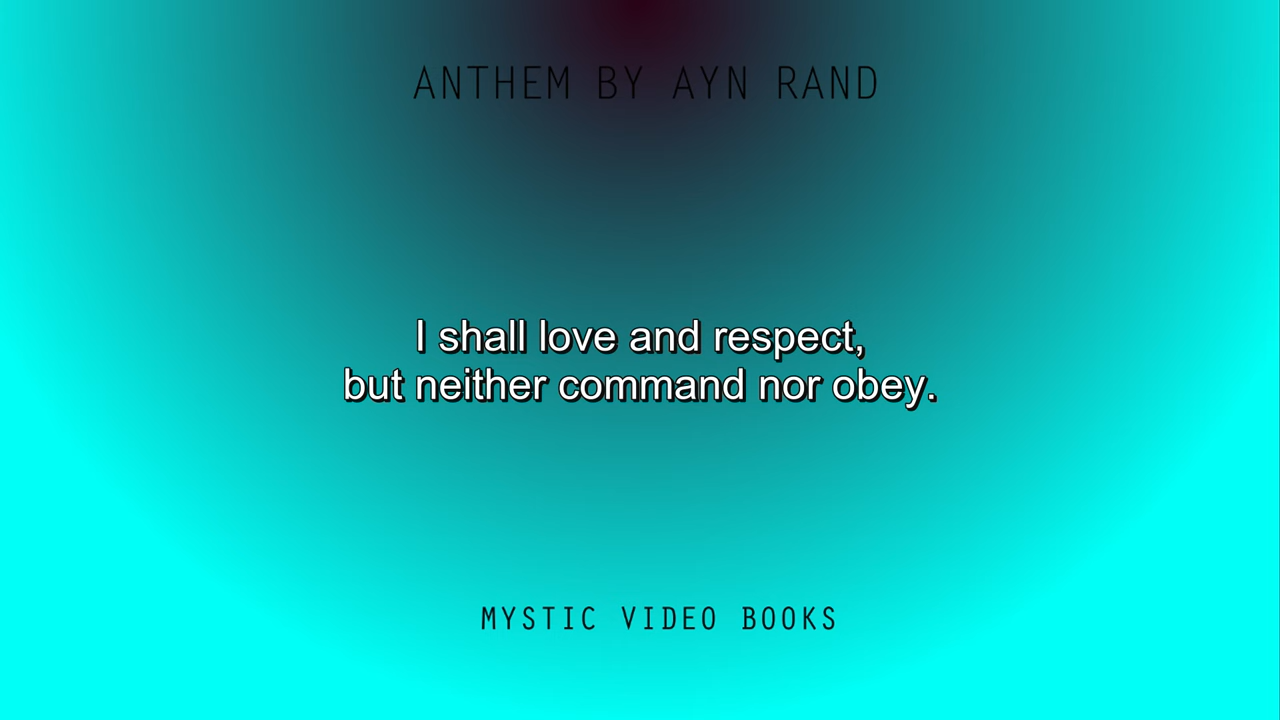 ANTHEM BY AYN RAND
I shall love and respect,
but neither command nor obey.
MYSTIC VIDEO BOOKS